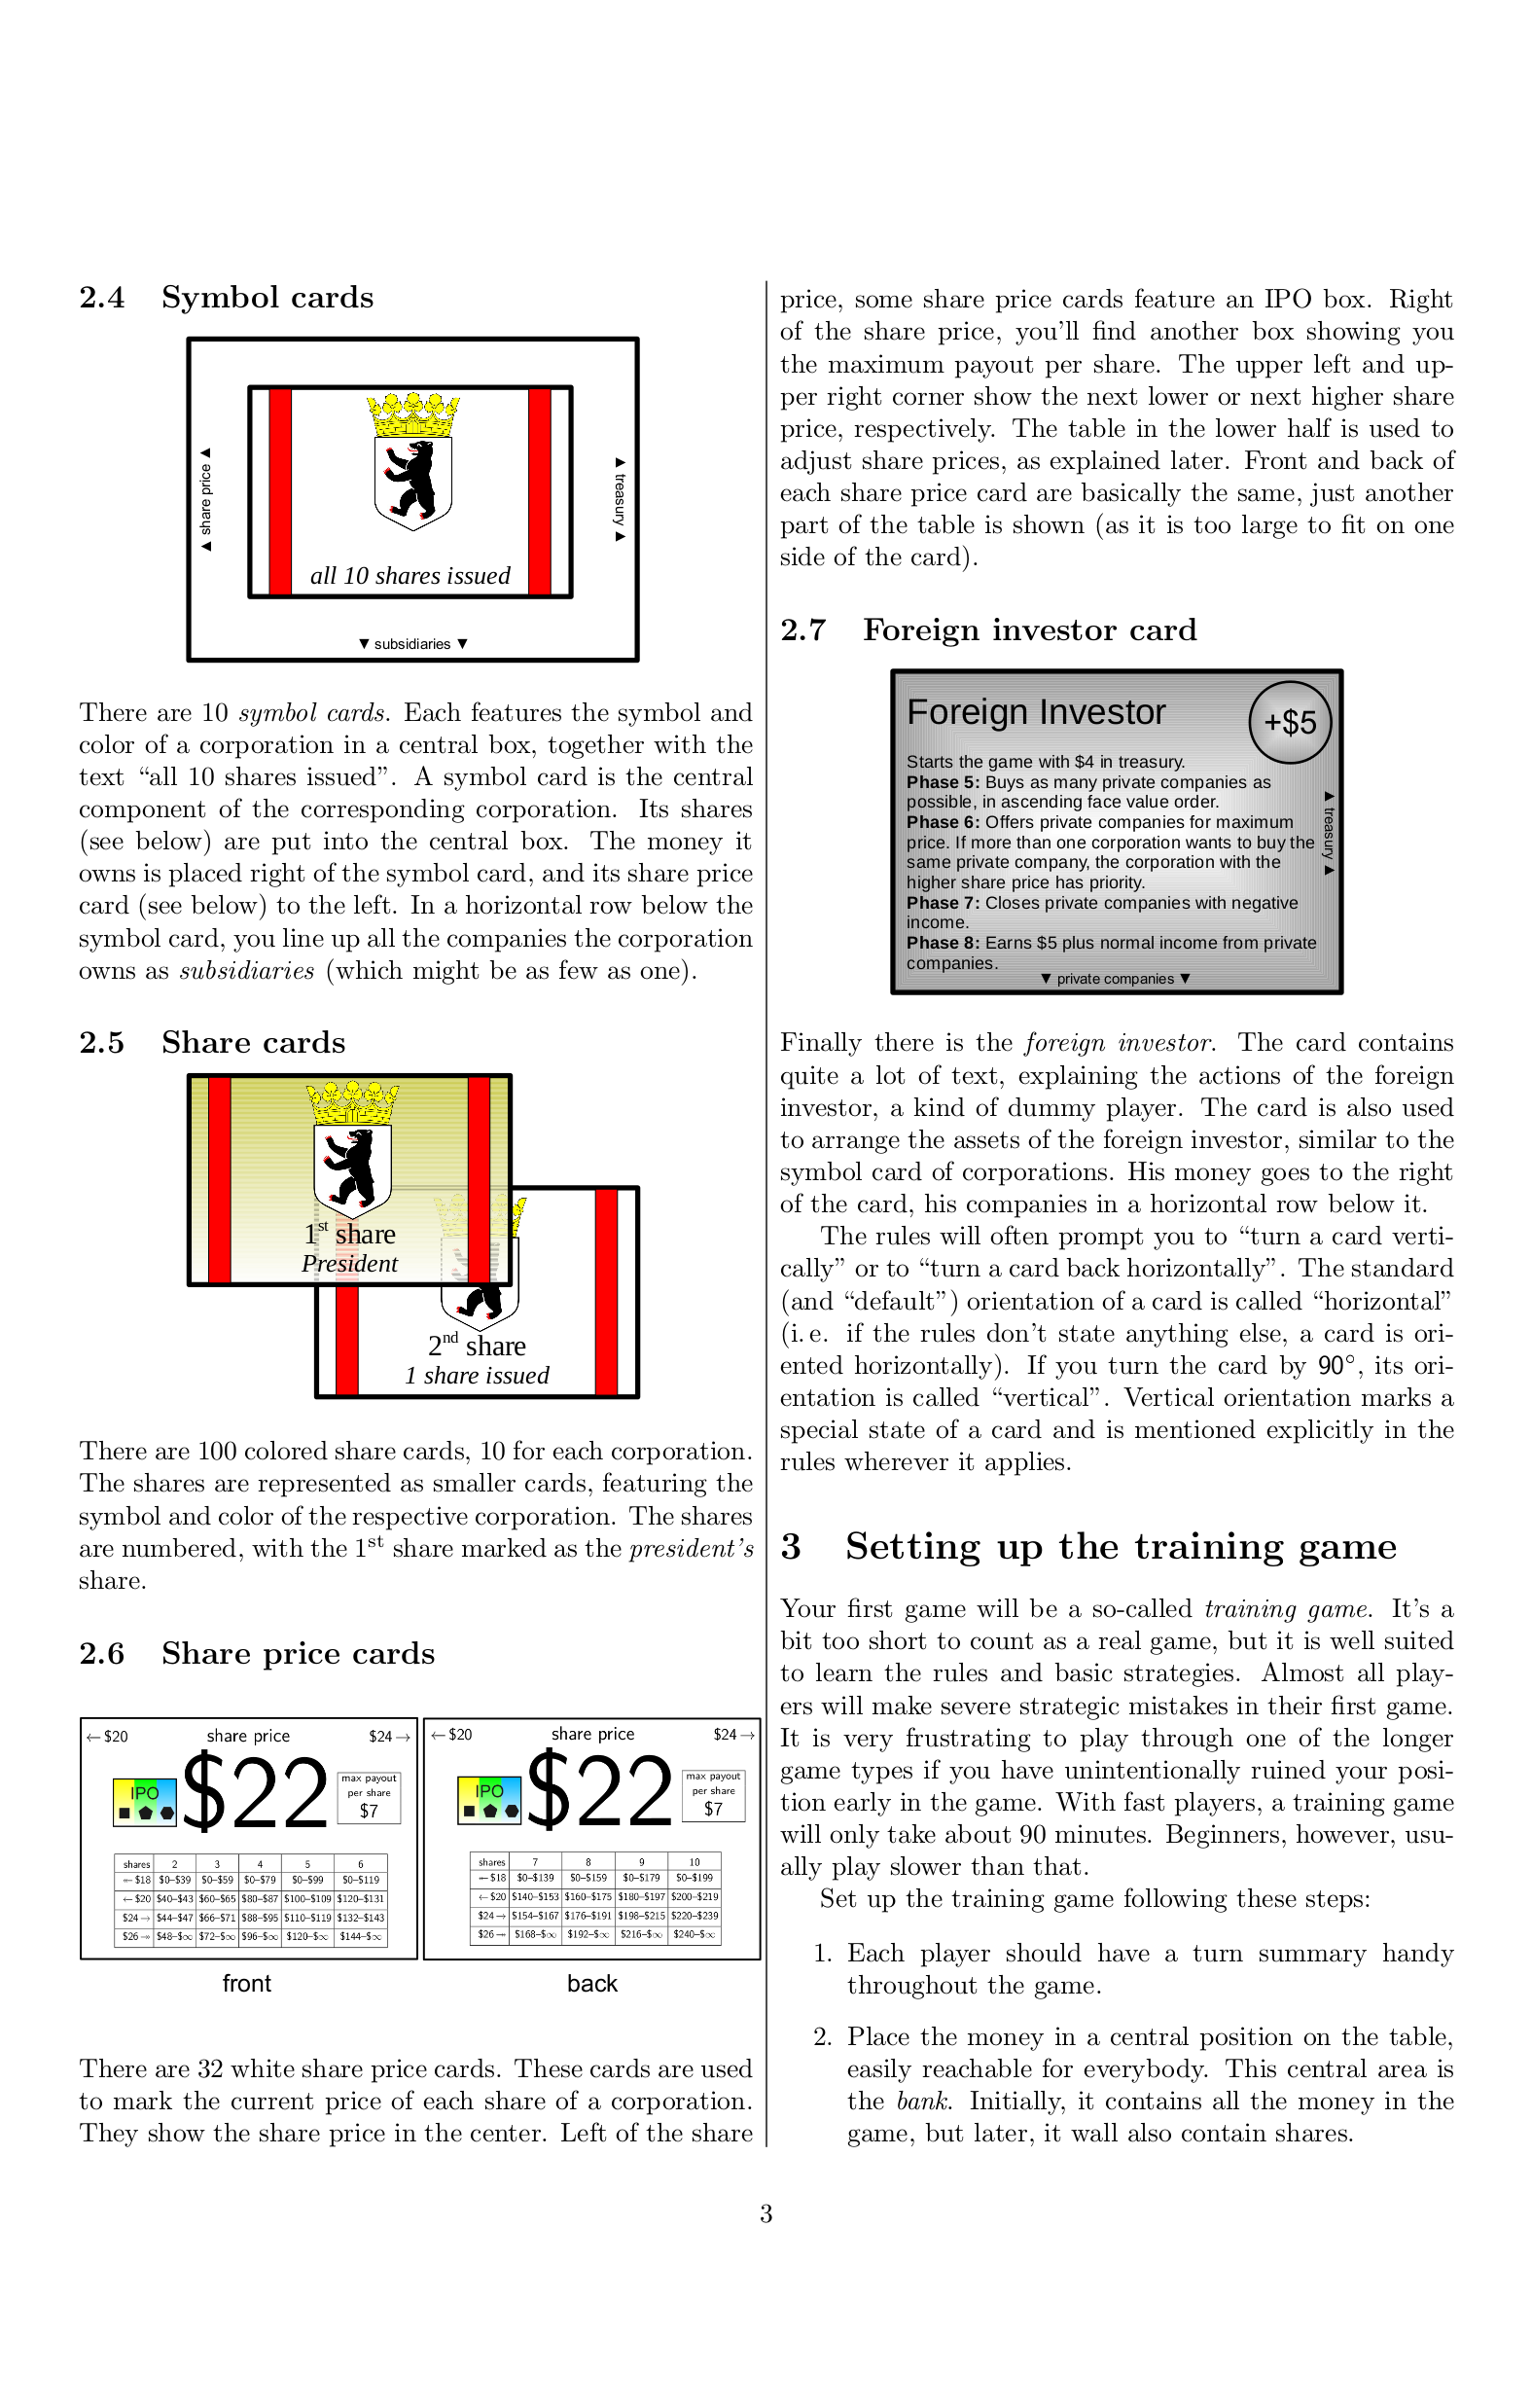 2.4 Symbol cards
◀ share price ◀
◀ treasury ◀
all 10 shares issued
▼ subsidiaries ▼
There are 10 symbol cards. Each features the symbol and
color of a corporation in a central box, together with the
text “all 10 shares issued”. A symbol card is the central
component of the corresponding corporation. Its shares
(see below) are put into the central box. The money it
owns is placed right of the symbol card, and its share price
card (see below) to the left. In a horizontal row below the
symbol card, you line up all the companies the corporation
owns as subsidiaries (which might be as few as one).
2.5 Share cards
1st share
President
2nd share
1 share issued
There are 100 colored share cards, 10 for each corporation.
The shares are represented as smaller cards, featuring the
symbol and color of the respective corporation. The shares
are numbered, with the 1st share marked as the president’s
share.
2.6 Share price cards
←$20 share price $24→
IPO $22 max payout
per share
$7
shares 2 3 4 5 6
↞$18 $0–$39 $0–$59 $0–$79 $0–$99 $0–$119
←$20 $40–$43 $60–$65 $80–$87 $100–$109 $120–$131
$24→ $44–$47 $66–$71 $88–$95 $110–$119 $132–$143
$26↠ $48–$∞ $72–$∞ $96–$∞ $120–$∞ $144–$∞
front
←$20 share price $24→
IPO $22 max payout
per share
$7
shares 7 8 9 10
↞$18 $0–$139 $0–$159 $0–$179 $0–$199
←$20 $140–$153 $160–$175 $180–$197 $200–$219
$24→ $154–$167 $176–$191 $198–$215 $220–$239
$26↠ $168–$∞ $192–$∞ $216–$∞ $240–$∞
back
There are 32 white share price cards. These cards are used
to mark the current price of each share of a corporation.
They show the share price in the center. Left of the share
price, some share price cards feature an IPO box. Right
of the share price, you’ll find another box showing you
the maximum payout per share. The upper left and up-
per right corner show the next lower or next higher share
price, respectively. The table in the lower half is used to
adjust share prices, as explained later. Front and back of
each share price card are basically the same, just another
part of the table is shown (as it is too large to fit on one
side of the card).
2.7 Foreign investor card
Foreign Investor
+$5
Starts the game with $4 in treasury.
Phase 5: Buys as many private companies as
possible, in ascending face value order.
Phase 6: Offers private companies for maximum
price. If more than one corporation wants to buy the
same private company, the corporation with the
higher share price has priority.
Phase 7: Closes private companies with negative
income.
Phase 8: Earns $5 plus normal income from private
companies.
◀ treasury ◀
▼ private companies ▼
Finally there is the foreign investor. The card contains
quite a lot of text, explaining the actions of the foreign
investor, a kind of dummy player. The card is also used
to arrange the assets of the foreign investor, similar to the
symbol card of corporations. His money goes to the right
of the card, his companies in a horizontal row below it.
The rules will often prompt you to “turn a card verti-
cally” or to “turn a card back horizontally”. The standard
(and “default”) orientation of a card is called “horizontal”
(i. e. if the rules don’t state anything else, a card is ori-
ented horizontally). If you turn the card by 90°, its ori-
entation is called “vertical”. Vertical orientation marks a
special state of a card and is mentioned explicitly in the
rules wherever it applies.
3 Setting up the training game
Your first game will be a so-called training game. It’s a
bit too short to count as a real game, but it is well suited
to learn the rules and basic strategies. Almost all play-
ers will make severe strategic mistakes in their first game.
It is very frustrating to play through one of the longer
game types if you have unintentionally ruined your posi-
tion early in the game. With fast players, a training game
will only take about 90 minutes. Beginners, however, usu-
ally play slower than that.
Set up the training game following these steps:
1. Each player should have a turn summary handy
throughout the game.
2. Place the money in a central position on the table,
easily reachable for everybody. This central area is
the bank. Initially, it contains all the money in the
game, but later, it wall also contain shares.
3